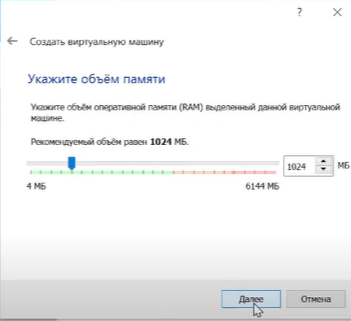 ?
Создать виртуальную машину
Укажите объём памяти
Укажите объём оперативной памяти (RAM) выделенный данной виртуальной
машине.
Рекомендуемый объём равен 1024 МБ.
1024 МБ
4 МБ 6144 МБ
Далее Отмена